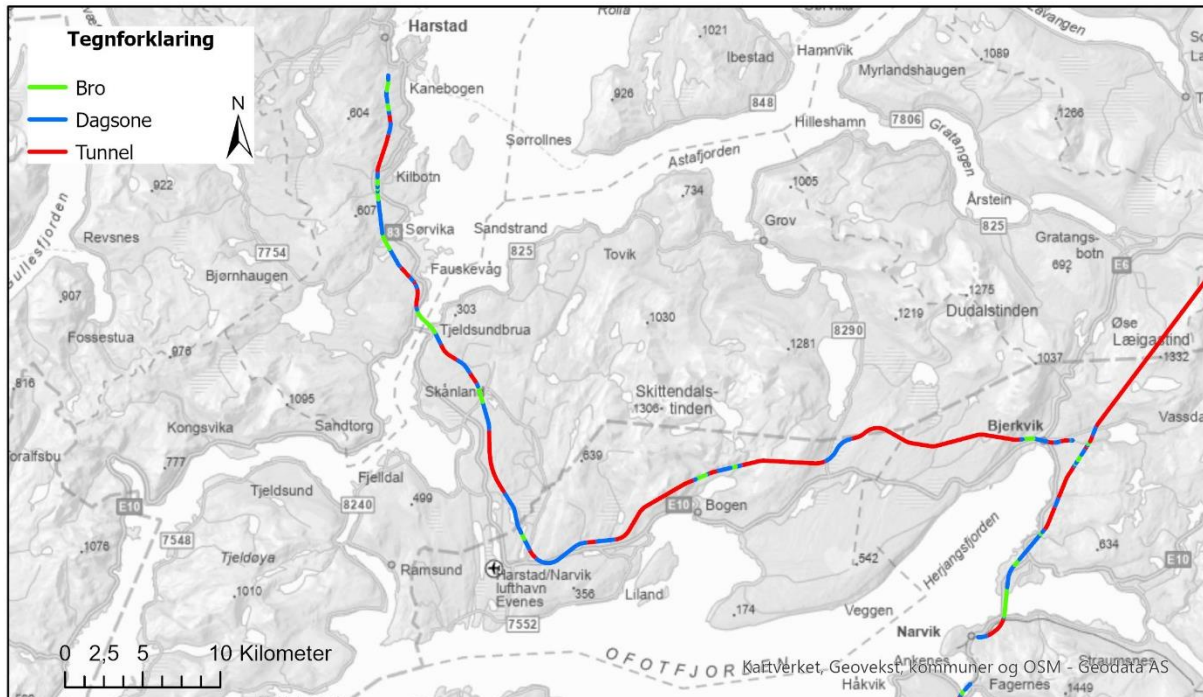 Tegnforklaring
Bro
Dagsone
Tunnel
N
Harstad
Kanebogen
604
Kilbotn
607
83
Sørvika
922
Revsnes
7754
Bjørnhaugen
907
Fossestua
976
816
1095
Kongsvika
Sandtorg
777
E10
7548
1076
Tjeldsund
8240
Fjelldal
499
Tjeldøya
1010
Ramsund
Rolla
1021
Ibestad
926
848
Sørrollnes
Hamnvik
Myrlandshaugen
1089
1266
7806
Hilleshamn
Gratangen
Astafjorden
734
1005
Grov
Årstein
825
Gratangs-
botn
692
E6
Sandstrand
825
Fauskevåg
Tovik
303
Tjeldsundbrua
1030
8290
1219
1275
Dudalstinden
1281
1037
Øse
Læigastind
1332
Skånland
Skittendals-
tinden
1306
Bjerkvik
639
E10
Bogen
Harstad/Narvik
lufthavn
Evenes
356
Liland
7552
174
542
Herjangsfjorden
634
E10
Veggen
Narvik
Ankenes
Håkvik
Fagernes
1449
Straumsnes
OFOTFJORDEN
0 2,5 5 10 Kilometer
Kartverket, Geovekst, kommuner og OSM - Geodata AS